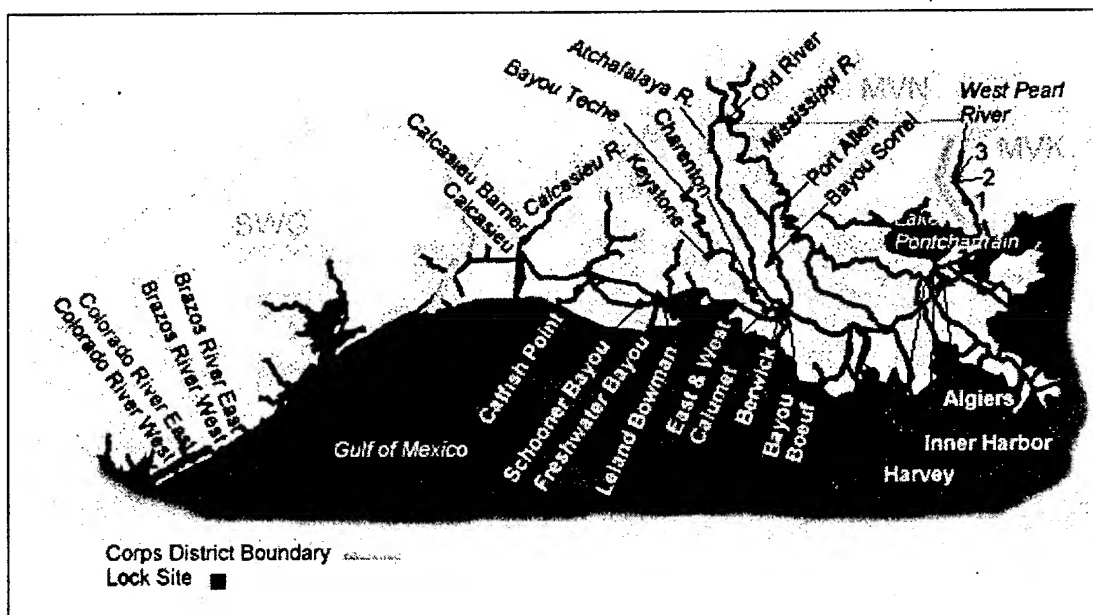 Old River
MVN
Mississippi R.
Atchafalaya R.
Bayou Teche
Charenton
Keystone
Port Allen
Bayou Sorrel
West Pearl
River
MVK
3
2
1
Calcasieu Barrier
Calcasieu
Calcasieu R.
SWG
Lake
Pontchartrain
Brazos River East
Brazos River West
Colorado River East
Colorado River West
Catfish Point
Schooner Bayou
Freshwater Bayou
Leland Bowman
East & West
Calumet
Berwick
Bayou
Boeuf
Algiers
Inner Harbor
Harvey
Gulf of Mexico
Corps District Boundary
Lock Site